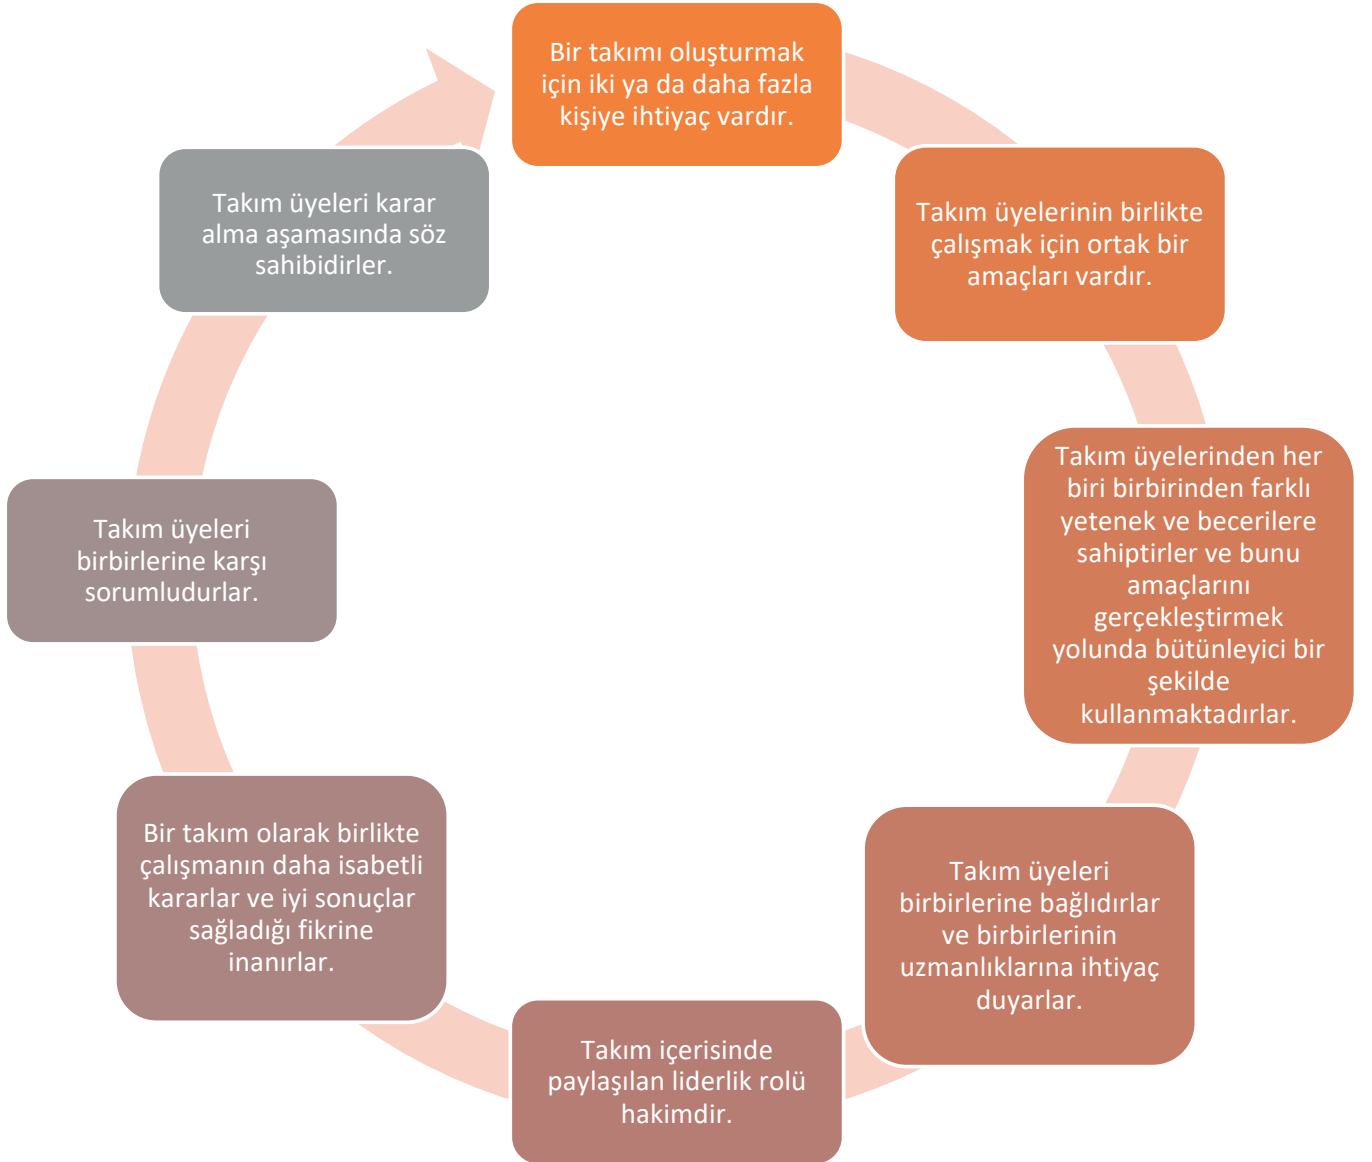 Bir takımı oluşturmak
için iki ya da daha fazla
kişiye ihtiyaç vardır.
Takım üyelerinin birlikte
çalışmak için ortak bir
amaçları vardır.
Takım üyelerinden her
biri birbirinden farklı
yetenek ve becerilere
sahiptirler ve bunu
amaçlarını
gerçekleştirmek
yolunda bütünleyici bir
şekilde
kullanmaktadırlar.
Takım üyeleri
birbirlerine bağlıdırlar
ve birbirlerinin
uzmanlıklarına ihtiyaç
duyarlar.
Takım içerisinde
paylaşılan liderlik rolü
hakimdir.
Bir takım olarak birlikte
çalışmanın daha isabetli
kararlar ve iyi sonuçlar
sağladığı fikrine
inanırlar.
Takım üyeleri
birbirlerine karşı
sorumludurlar.
Takım üyeleri karar
alma aşamasında söz
sahibidirler.